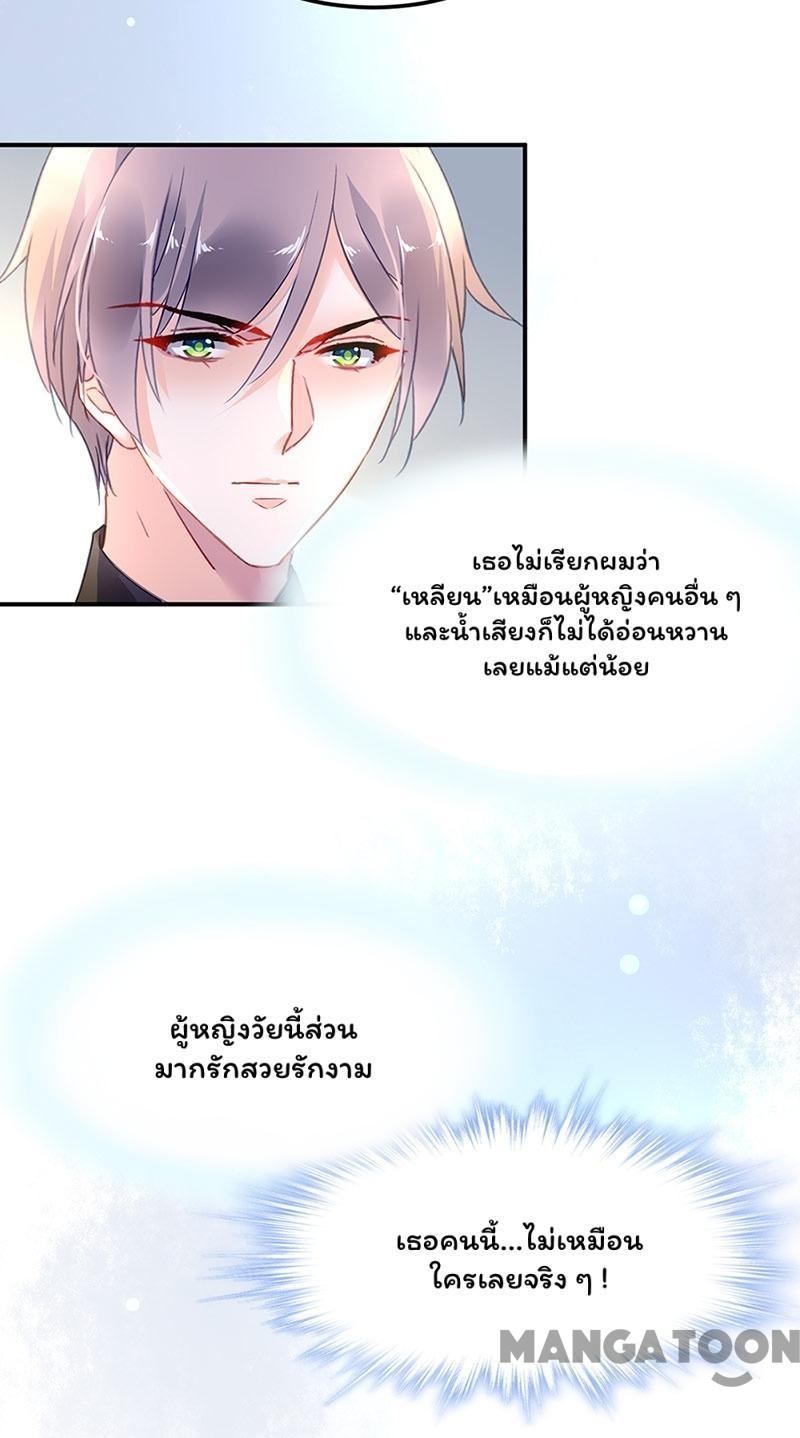 เธอไม่เรียกผมว่า
“เหลียน”เหมือนผู้หญิงคนอื่น ๆ
และน้ำเสียงก็ไม่ได้อ่อนหวาน
เลยแม้แต่น้อย
ผู้หญิงวัยนี้ส่วน
มากรักสวยรักงาม
เธอคนนี้...ไม่เหมือน
ใครเลยจริง ๆ !
MANGATOON